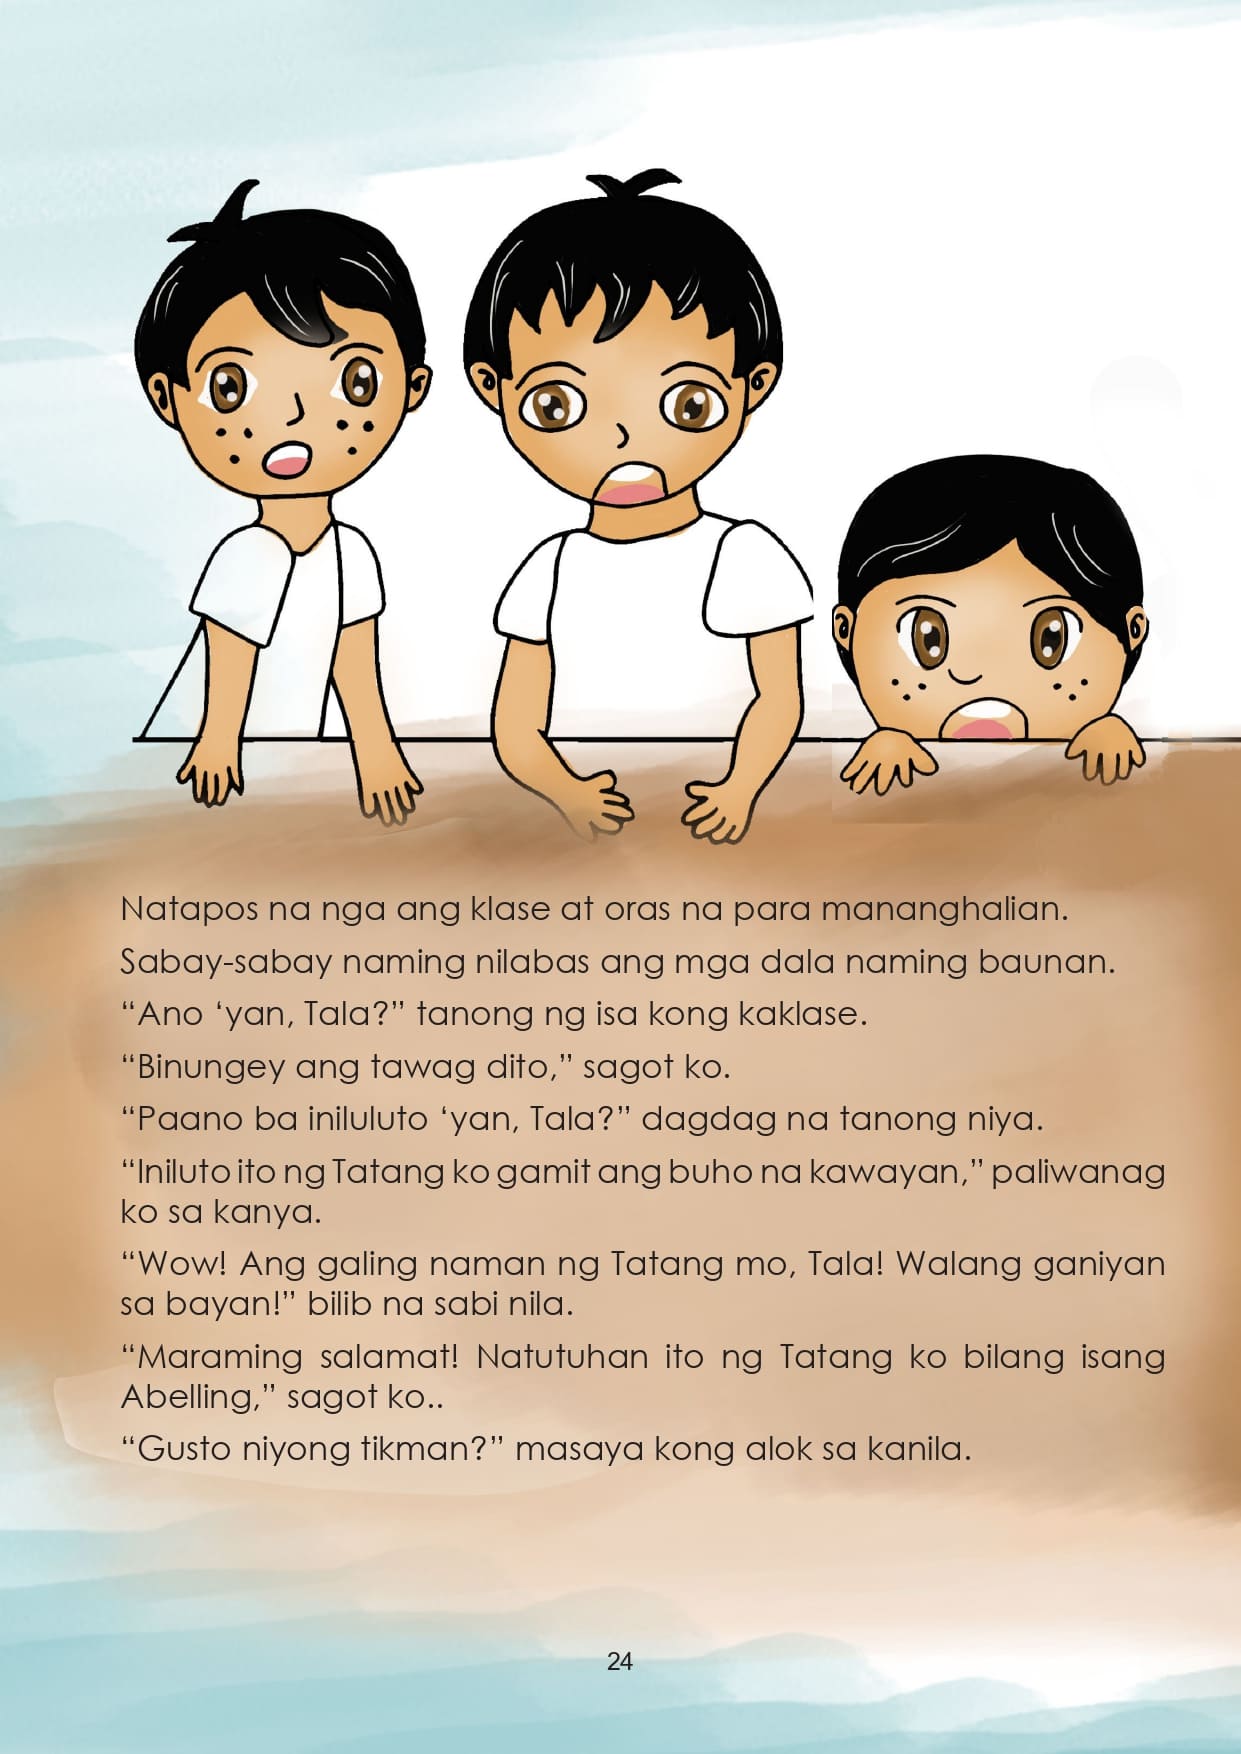 Natapos na nga ang klase at oras na para mananghalian.
Sabay-sabay naming nilabas ang mga dala naming baunan.
“Ano ‘yan, Tala?” tanong ng isa kong kaklase.
“Binungey ang tawag dito,” sagot ko.
“Paano ba iniluluto ‘yan, Tala?” dagdag na tanong niya.
“Iniluto ito ng Tatang ko gamit ang buho na kawayan,” paliwanag
ko sa kanya.
“Wow! Ang galing naman ng Tatang mo, Tala! Walang ganiyan
sa bayan!” bilib na sabi nila.
“Maraming salamat! Natutuhan ito ng Tatang ko bilang isang
Abelling,” sagot ko..
“Gusto niyong tikman?” masaya kong alok sa kanila.
24